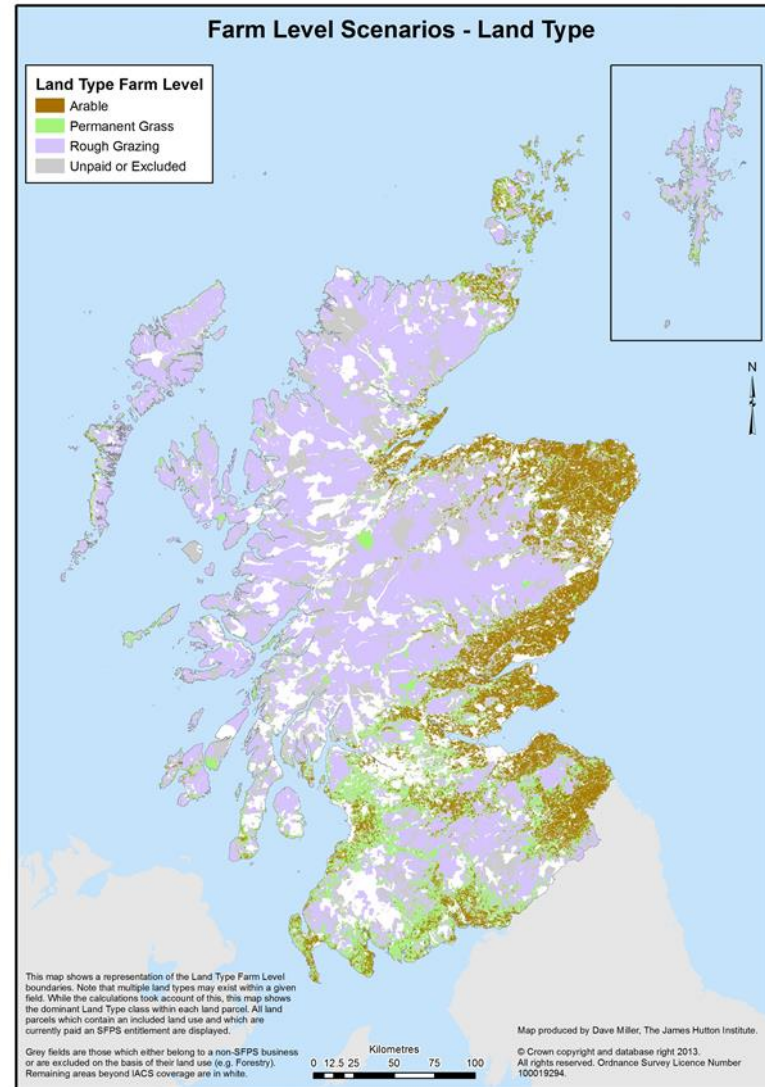 Farm Level Scenarios - Land Type
Land Type Farm Level
Arable
Permanent Grass
Rough Grazing
Unpaid or Excluded
N
This map shows a representation of the Land Type Farm Level
boundaries. Note that multiple land types may exist within a given
field. While the calculations took account of this, this map shows
the dominant Land Type class within each land parcel. All land
parcels which contain an included land use and which are
currently paid an SFPS entitlement are displayed.
Grey fields are those which either belong to a non-SFPS business
or are excluded on the basis of their land use (e.g. Forestry).
Remaining areas beyond IACS coverage are in white.
Kilometres
0 12.5 25 50 75 100
Map produced by Dave Miller, The James Hutton Institute.
© Crown copyright and database right 2013.
All rights reserved. Ordnance Survey Licence Number
100019294.